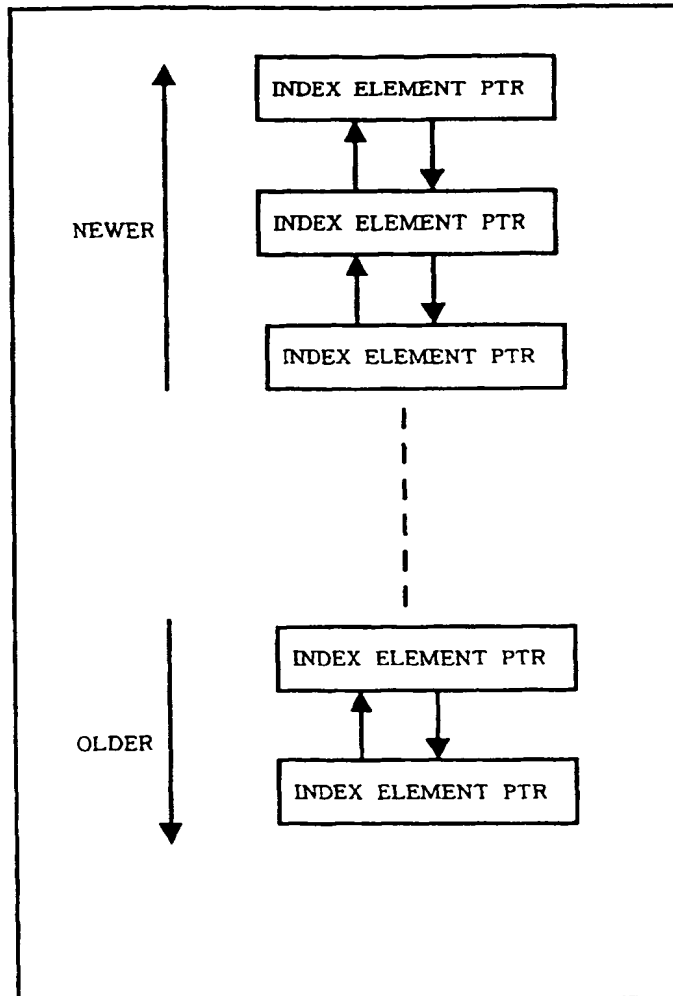 INDEX ELEMENT PTR
NEWER
INDEX ELEMENT PTR
INDEX ELEMENT PTR
INDEX ELEMENT PTR
OLDER
INDEX ELEMENT PTR